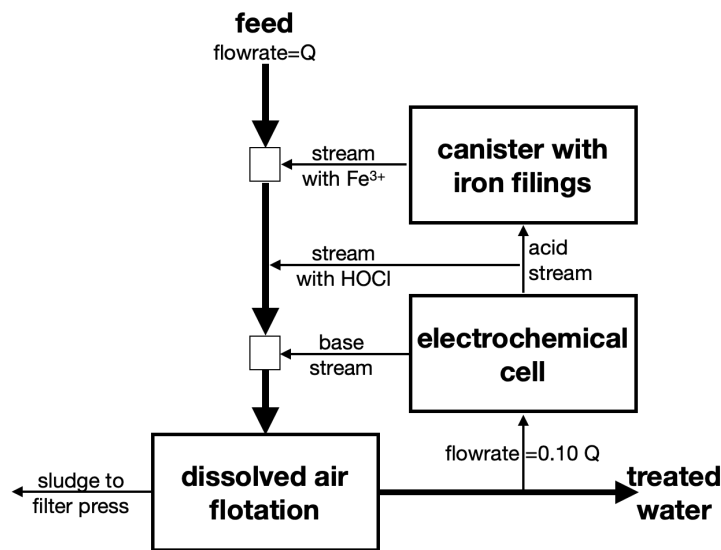 feed
flowrate=Q
canister with
iron filings
stream
with Fe³⁺
acid
stream
stream
with HOCl
electrochemical
cell
base
stream
flowrate =0.10 Q
dissolved air
flotation
sludge to
filter press
treated
water